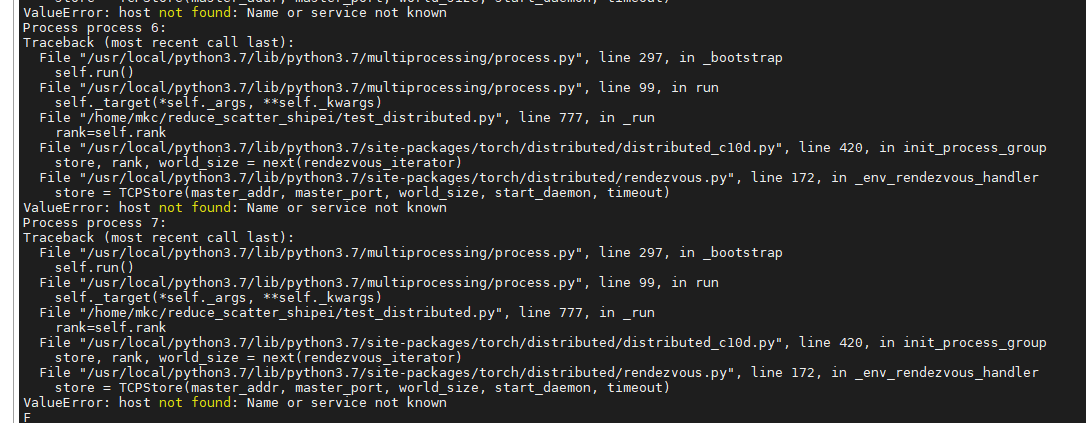 store = TCPStore(master_addr, master_port, world_size, start_daemon, timeout)
ValueError: host not found: Name or service not known
Process process 6:
Traceback (most recent call last):
  File "/usr/local/python3.7/lib/python3.7/multiprocessing/process.py", line 297, in _bootstrap
    self.run()
  File "/usr/local/python3.7/lib/python3.7/multiprocessing/process.py", line 99, in run
    self._target(*self._args, **self._kwargs)
  File "/home/mkc/reduce_scatter_shipei/test_distributed.py", line 777, in _run
    rank=self.rank
  File "/usr/local/python3.7/lib/python3.7/site-packages/torch/distributed/distributed_c10d.py", line 420, in init_process_group
    store, rank, world_size = next(rendezvous_iterator)
  File "/usr/local/python3.7/lib/python3.7/site-packages/torch/distributed/rendezvous.py", line 172, in _env_rendezvous_handler
    store = TCPStore(master_addr, master_port, world_size, start_daemon, timeout)
ValueError: host not found: Name or service not known
Process process 7:
Traceback (most recent call last):
  File "/usr/local/python3.7/lib/python3.7/multiprocessing/process.py", line 297, in _bootstrap
    self.run()
  File "/usr/local/python3.7/lib/python3.7/multiprocessing/process.py", line 99, in run
    self._target(*self._args, **self._kwargs)
  File "/home/mkc/reduce_scatter_shipei/test_distributed.py", line 777, in _run
    rank=self.rank
  File "/usr/local/python3.7/lib/python3.7/site-packages/torch/distributed/distributed_c10d.py", line 420, in init_process_group
    store, rank, world_size = next(rendezvous_iterator)
  File "/usr/local/python3.7/lib/python3.7/site-packages/torch/distributed/rendezvous.py", line 172, in _env_rendezvous_handler
    store = TCPStore(master_addr, master_port, world_size, start_daemon, timeout)
ValueError: host not found: Name or service not known
F